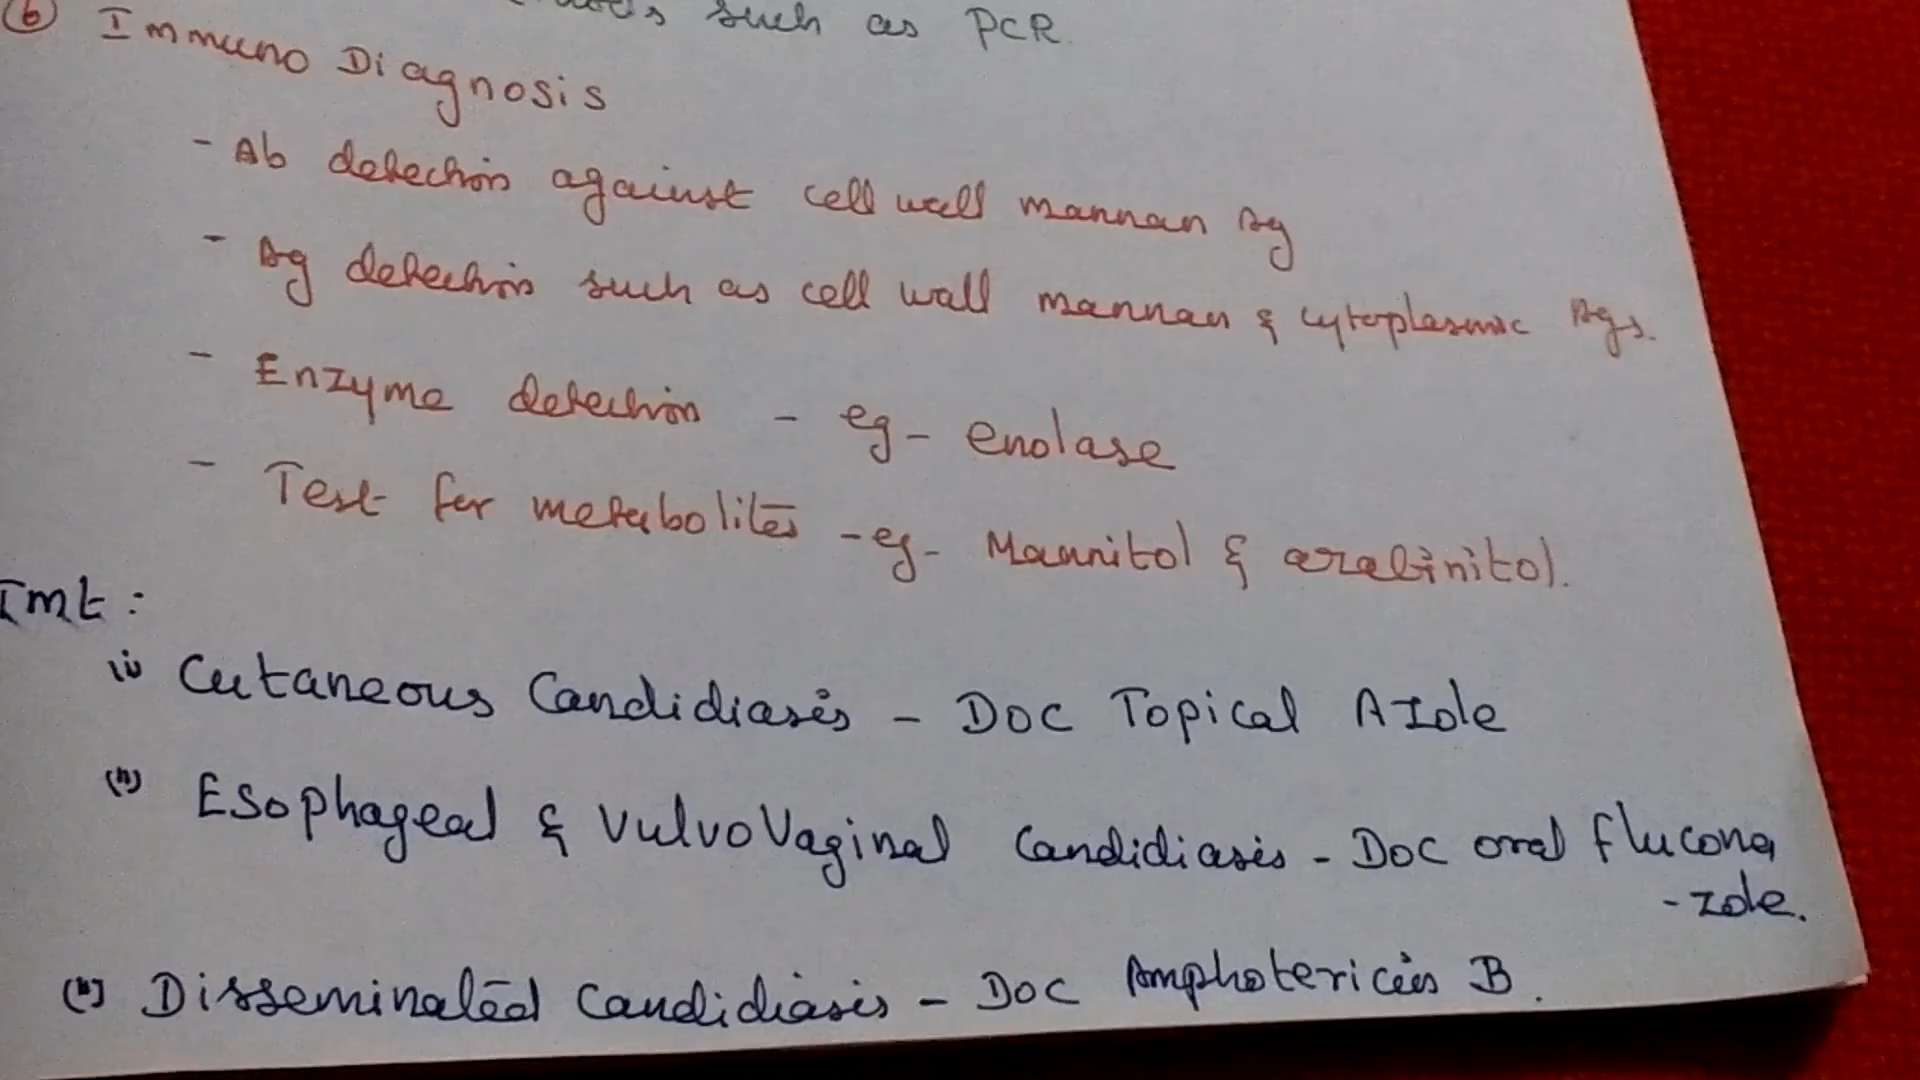 such as PCR
6 Immuno Diagnosis
- Ab detection against cell wall mannan Ag
- Ag detection such as cell wall mannan & cytoplasmic Ags.
- Enzyme detection - eg- enolase
- Test for metabolites - eg- Mannitol & arabinitol.
Tmt :
(i) Cutaneous Candidiasis - DOC Topical Azole
(ii) Esophageal & VulvoVaginal Candidiasis - DOC oral flucona
-zole.
(iii) Disseminated Candidiasis - DOC Amphotericin B.